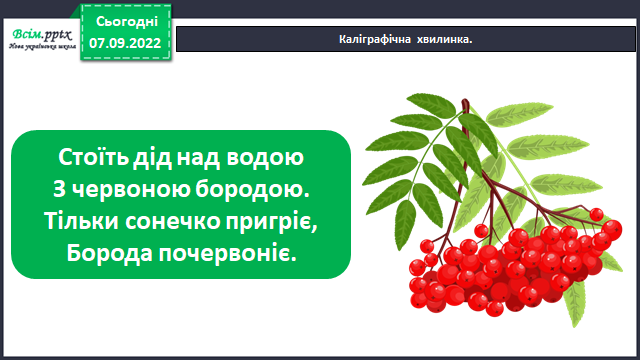 Всім.pptx
Нова українська школа
Сьогодні
07.09.2022
Каліграфічна хвилинка.
Стоїть дід над водою
З червоною бородою.
Тільки сонечко пригріє,
Борода почервоніє.